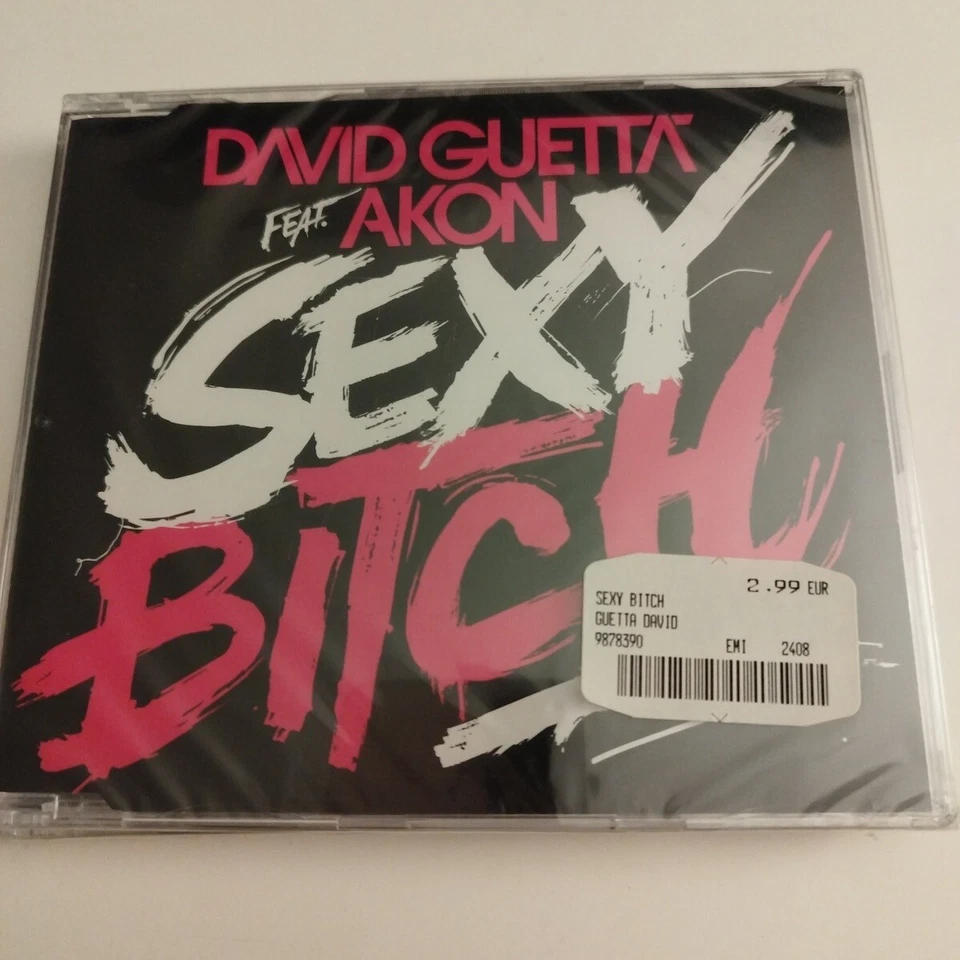 DAVID GUETTA
FEAT. AKON
SEXY
BITCH
2.99 EUR
SEXY BITCH
GUETTA DAVID
9878390 EMI 2408